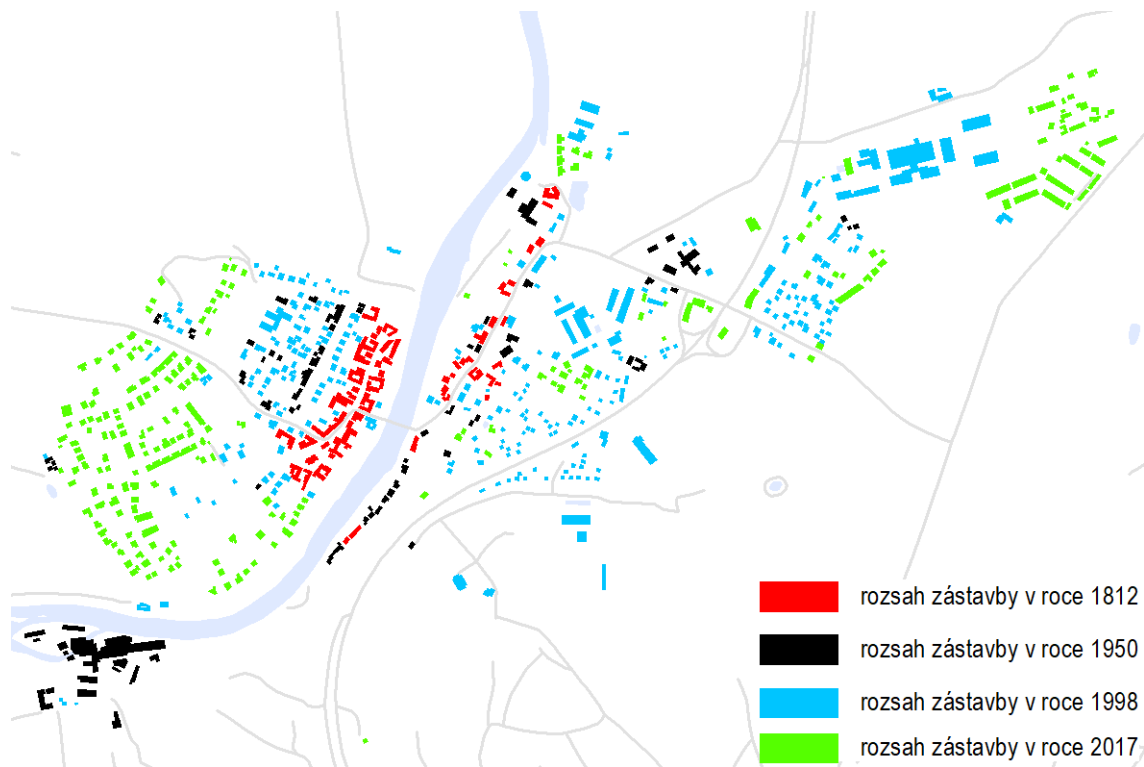 rozsah zástavby v roce 1812
rozsah zástavby v roce 1950
rozsah zástavby v roce 1998
rozsah zástavby v roce 2017